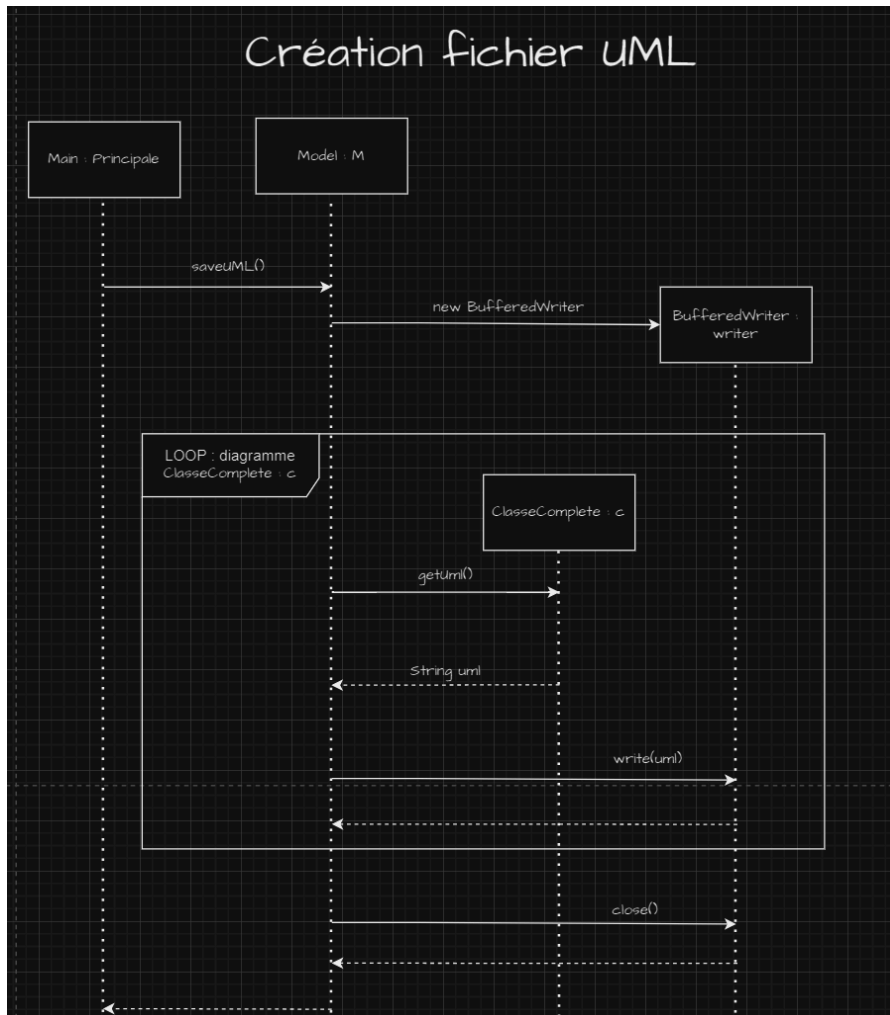 Création fichier UML
Main : Principale
Model : M
saveUML()
new BufferedWriter
BufferedWriter :
writer
LOOP : diagramme
ClasseComplete : c
ClasseComplete : c
getUml()
String uml
write(uml)
close()